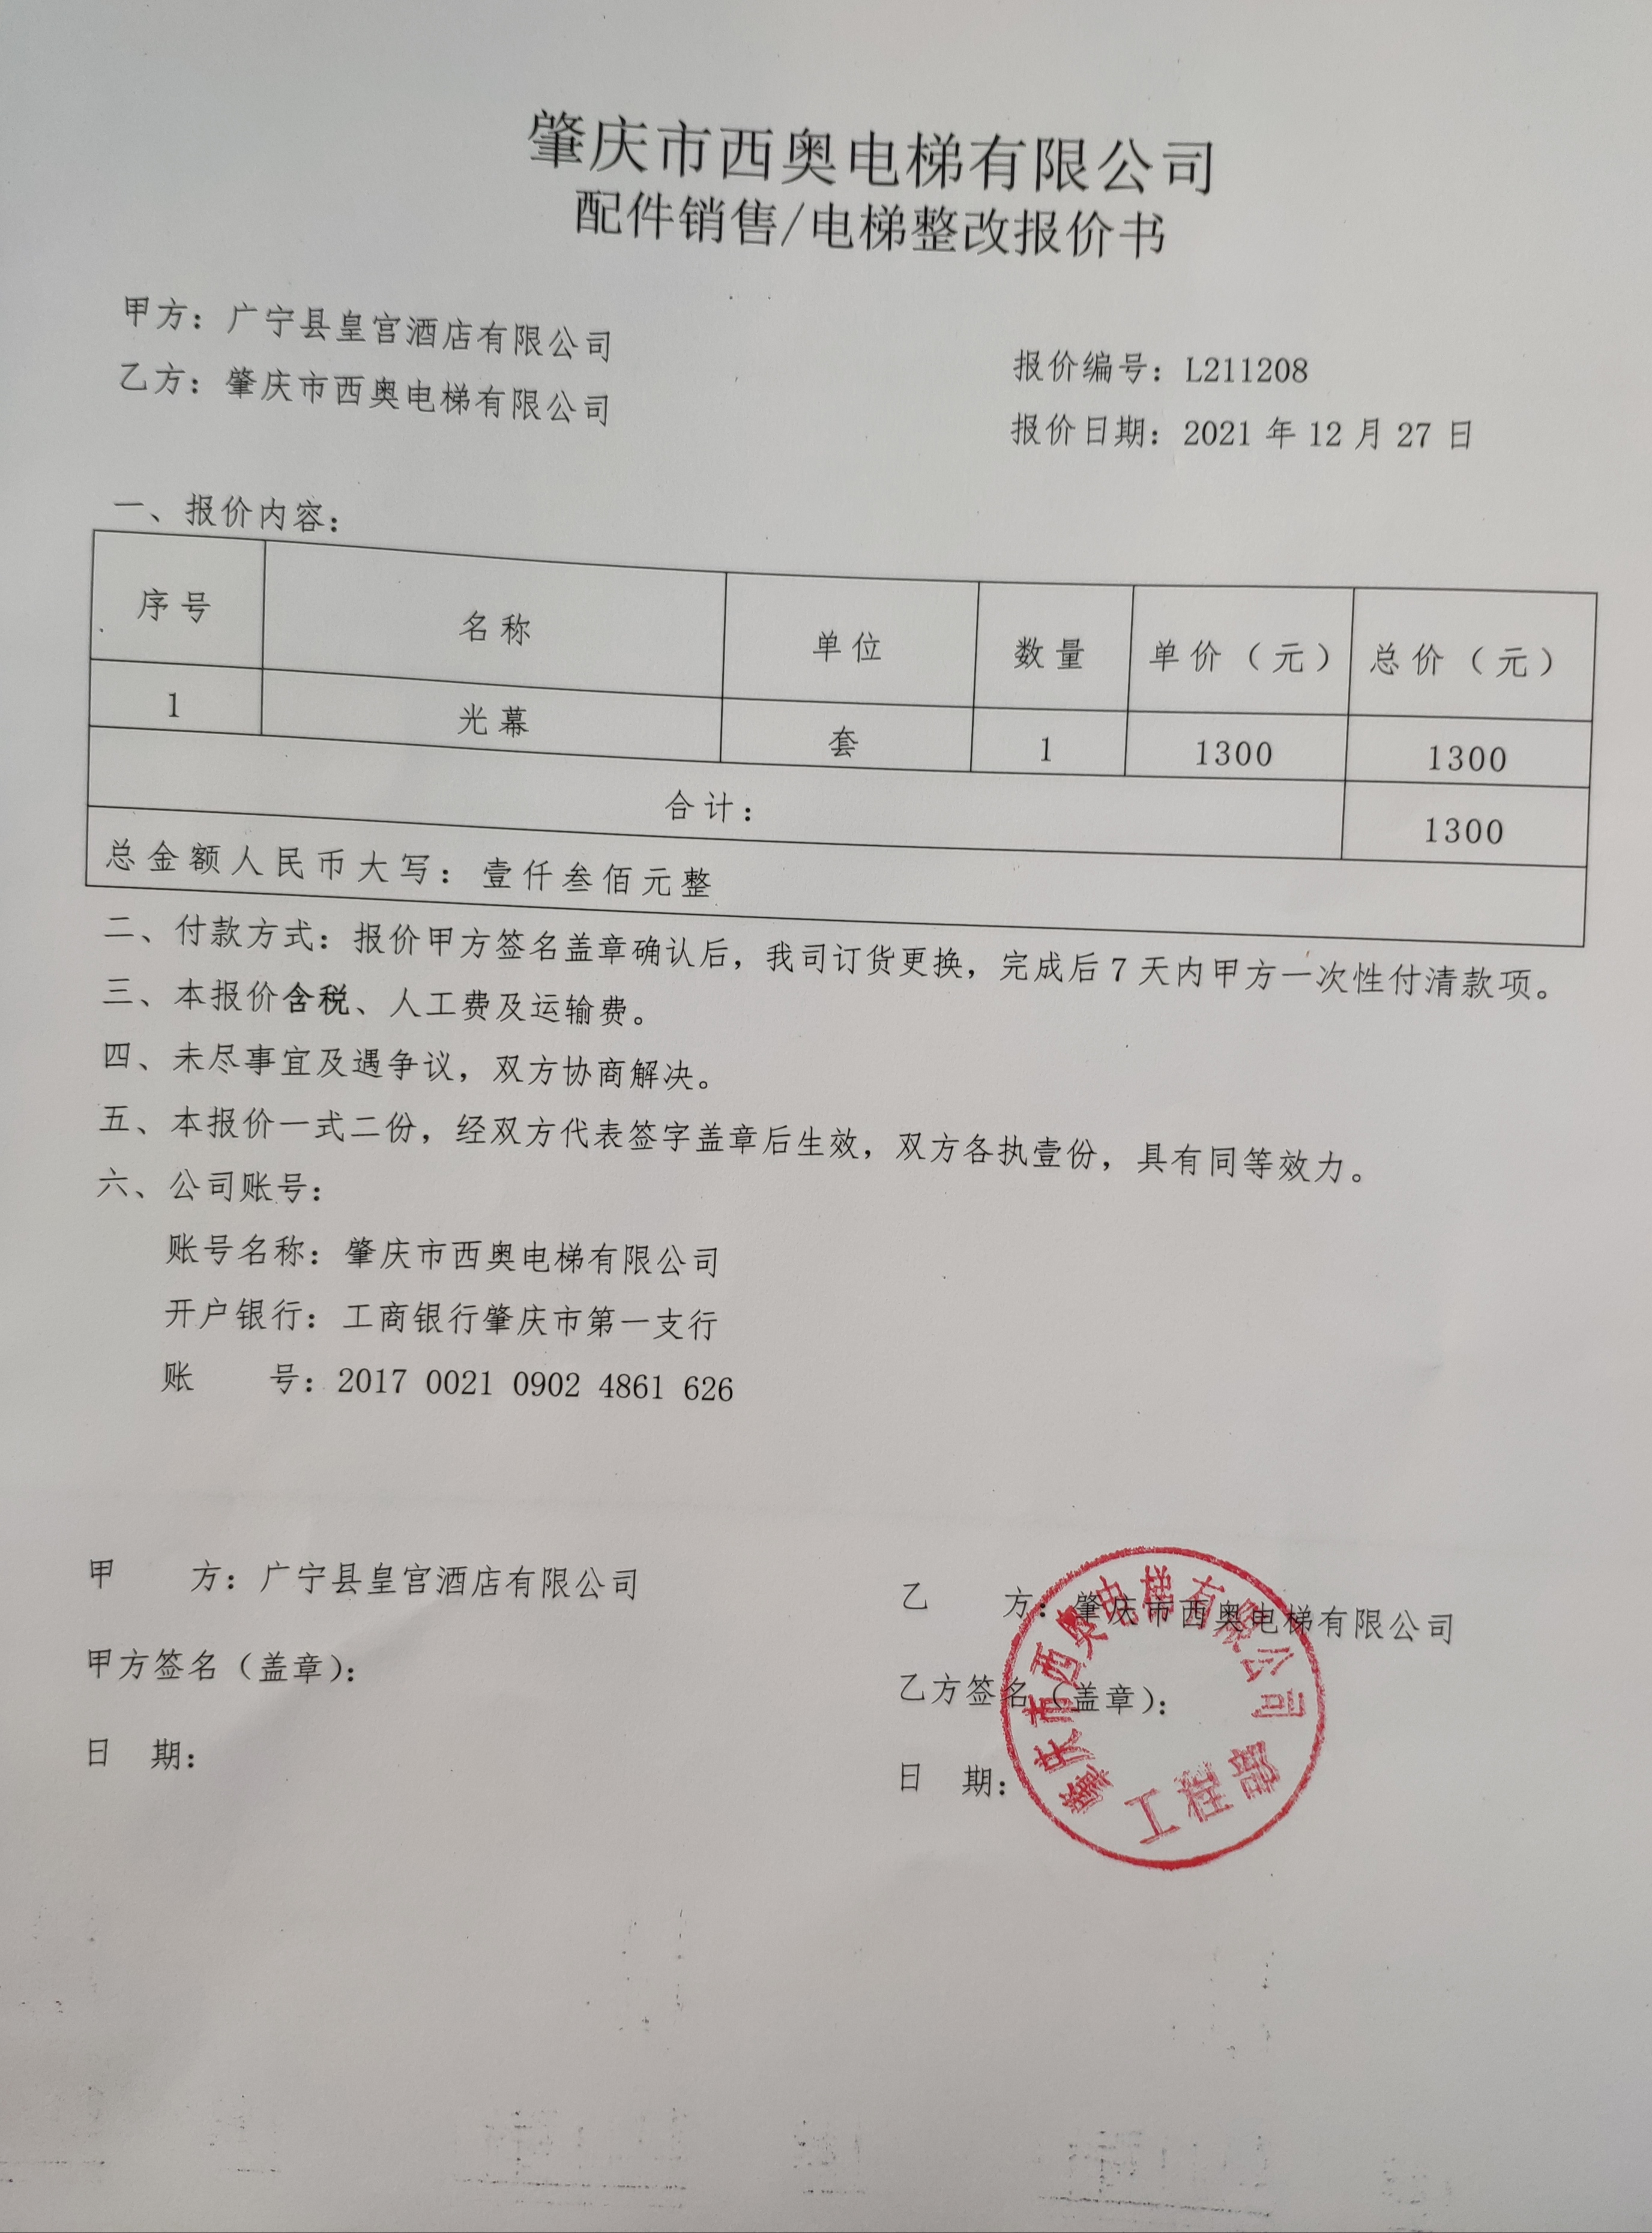 肇庆市西奥电梯有限公司
配件销售/电梯整改报价书
甲方：广宁县皇宫酒店有限公司
乙方：肇庆市西奥电梯有限公司
报价编号：L211208
报价日期：2021 年 12 月 27 日
一、报价内容：
序号 名称 单位 数量 单价（元） 总价（元）
1 光幕 套 1 1300 1300
合计： 1300
总金额人民币大写：壹仟叁佰元整
二、付款方式：报价甲方签名盖章确认后，我司订货更换，完成后 7 天内甲方一次性付清款项。
三、本报价含税、人工费及运输费。
四、未尽事宜及遇争议，双方协商解决。
五、本报价一式二份，经双方代表签字盖章后生效，双方各执壹份，具有同等效力。
六、公司账号：
账号名称：肇庆市西奥电梯有限公司
开户银行：工商银行肇庆市第一支行
账 号：2017 0021 0902 4861 626
甲 方：广宁县皇宫酒店有限公司
甲方签名（盖章）：
日 期：
乙 方：肇庆市西奥电梯有限公司
乙方签名（盖章）：
日 期：
肇庆市西奥电梯有限公司
工程部